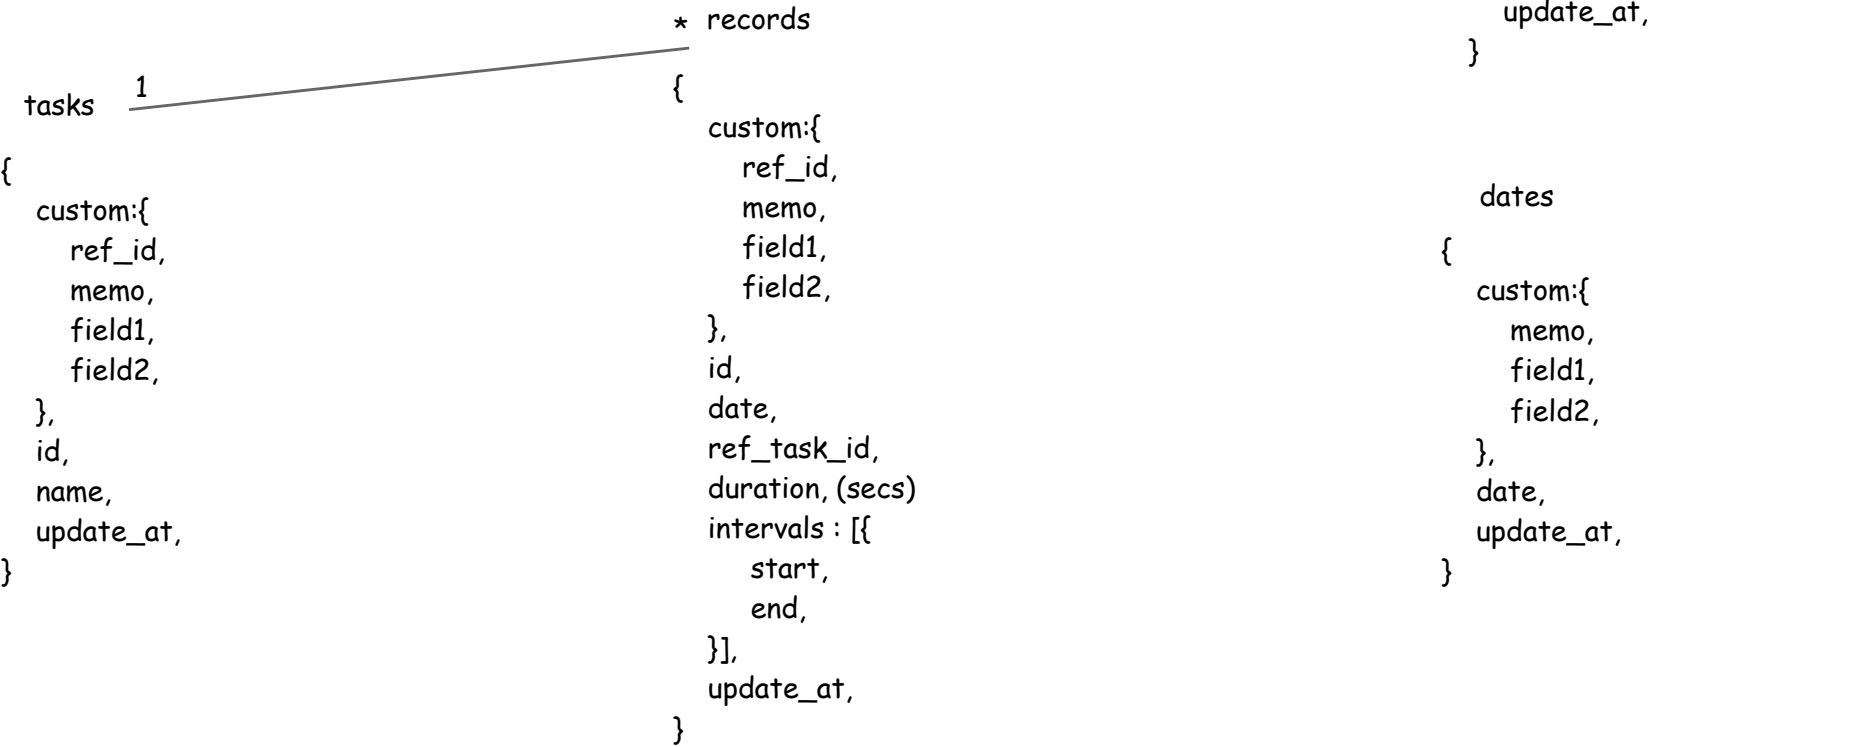 tasks
1
{
custom:{
ref_id,
memo,
field1,
field2,
},
id,
name,
update_at,
}
* records
{
custom:{
ref_id,
memo,
field1,
field2,
},
id,
date,
ref_task_id,
duration, (secs)
intervals : [{
start,
end,
}],
update_at,
}
update_at,
}
dates
{
custom:{
memo,
field1,
field2,
},
date,
update_at,
}